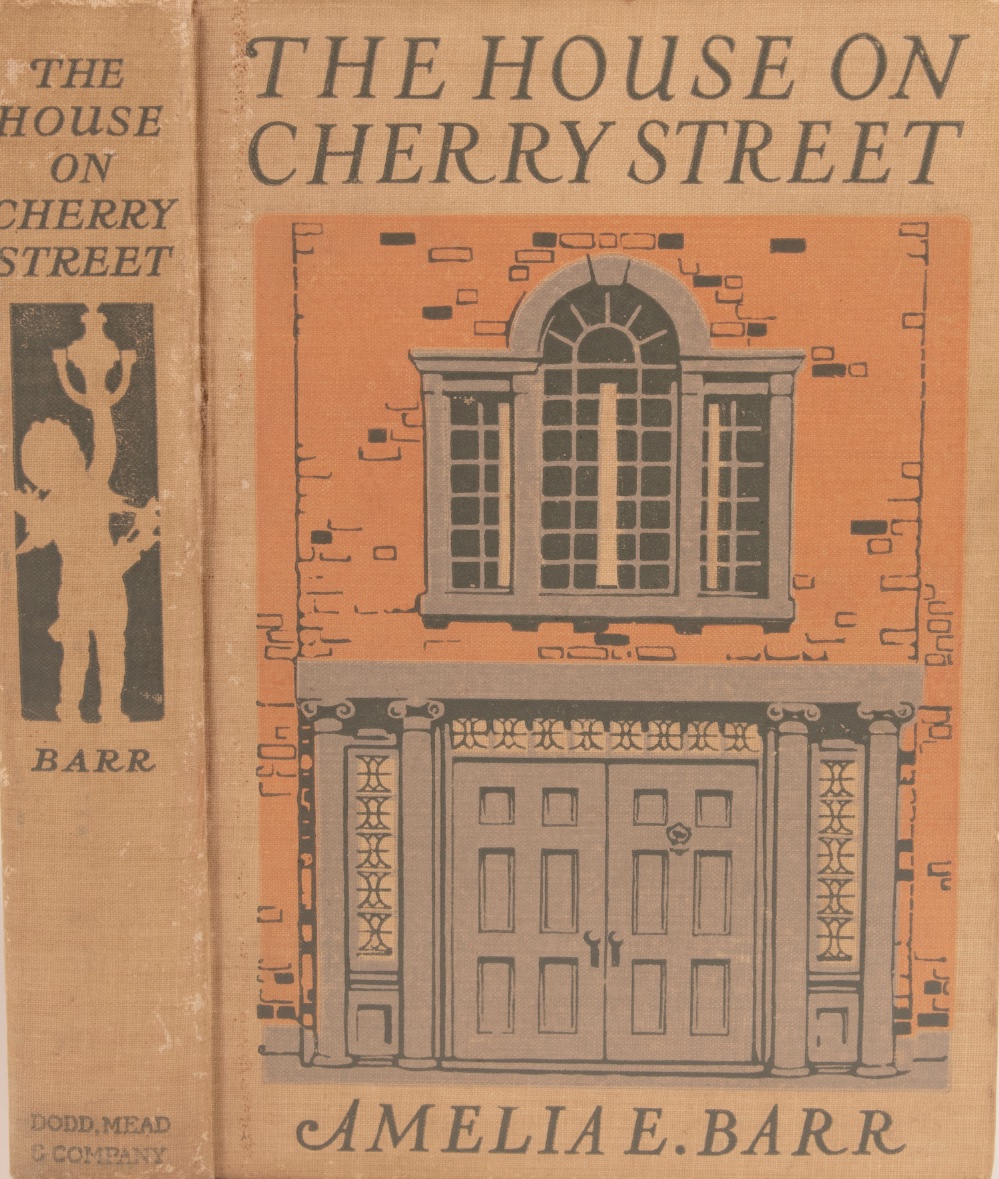 THE
HOUSE
ON
CHERRY
STREET
BARR
DODD, MEAD
& COMPANY
THE HOUSE ON
CHERRY STREET
AMELIA E. BARR